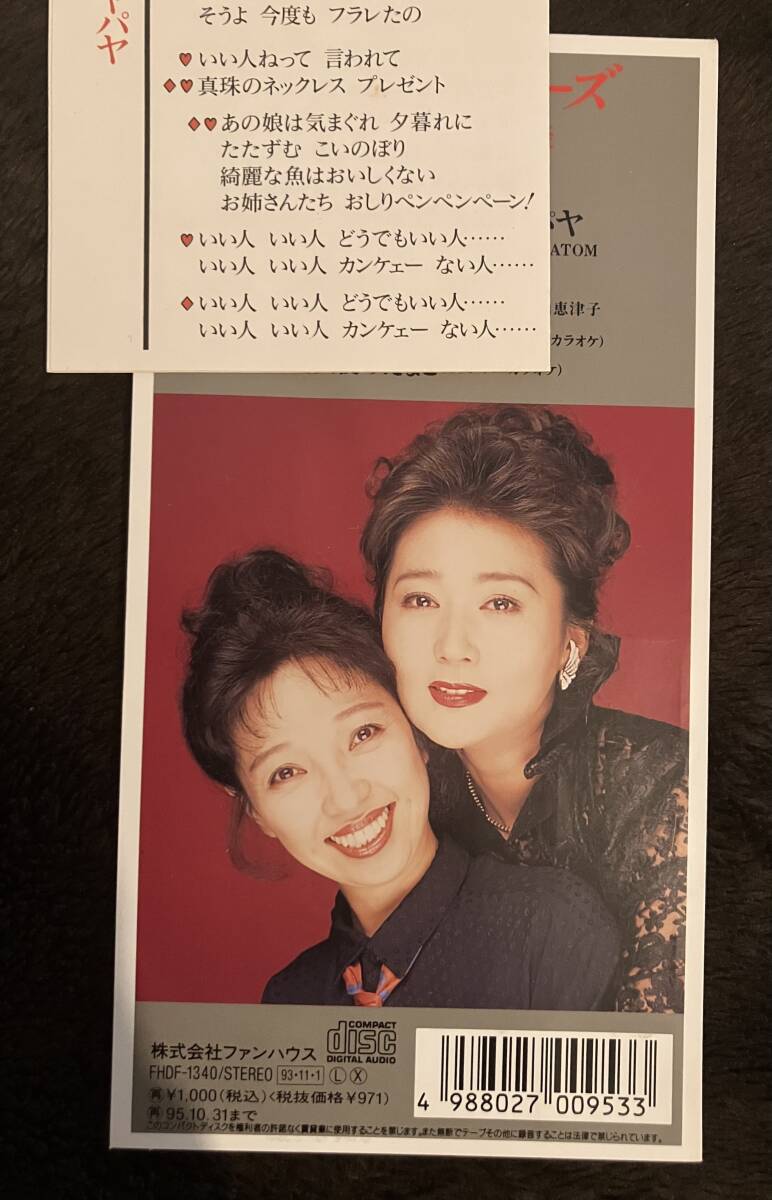 トパヤ
そうよ 今度も フラレたの
♥いい人ねって 言われて
♦♥真珠のネックレス プレゼント
♦♥あの娘は気まぐれ 夕暮れに
たたずむ こいのぼり
綺麗な魚はおいしくない
お姉さんたち おしりペンペンペーン!
♥いい人 いい人 どうでもいい人……
いい人 いい人 カンケェー ない人……
♦いい人 いい人 どうでもいい人……
いい人 いい人 カンケェー ない人……
ーズ
パヤ
ATOM
恵津子
カラオケ)
株式会社ファンハウス
COMPACT
disc
DIGITAL AUDIO
FHDF-1340/STEREO 93・11・1 L X
再 ¥1,000(税込)<税抜価格¥971)
再 95.10.31まで
4 988027 009533
このコンパクトディスクを権利者の許諾なく賃貸業に使用することを禁じます。また無断でテープその他に録音することは法律で禁じられています。